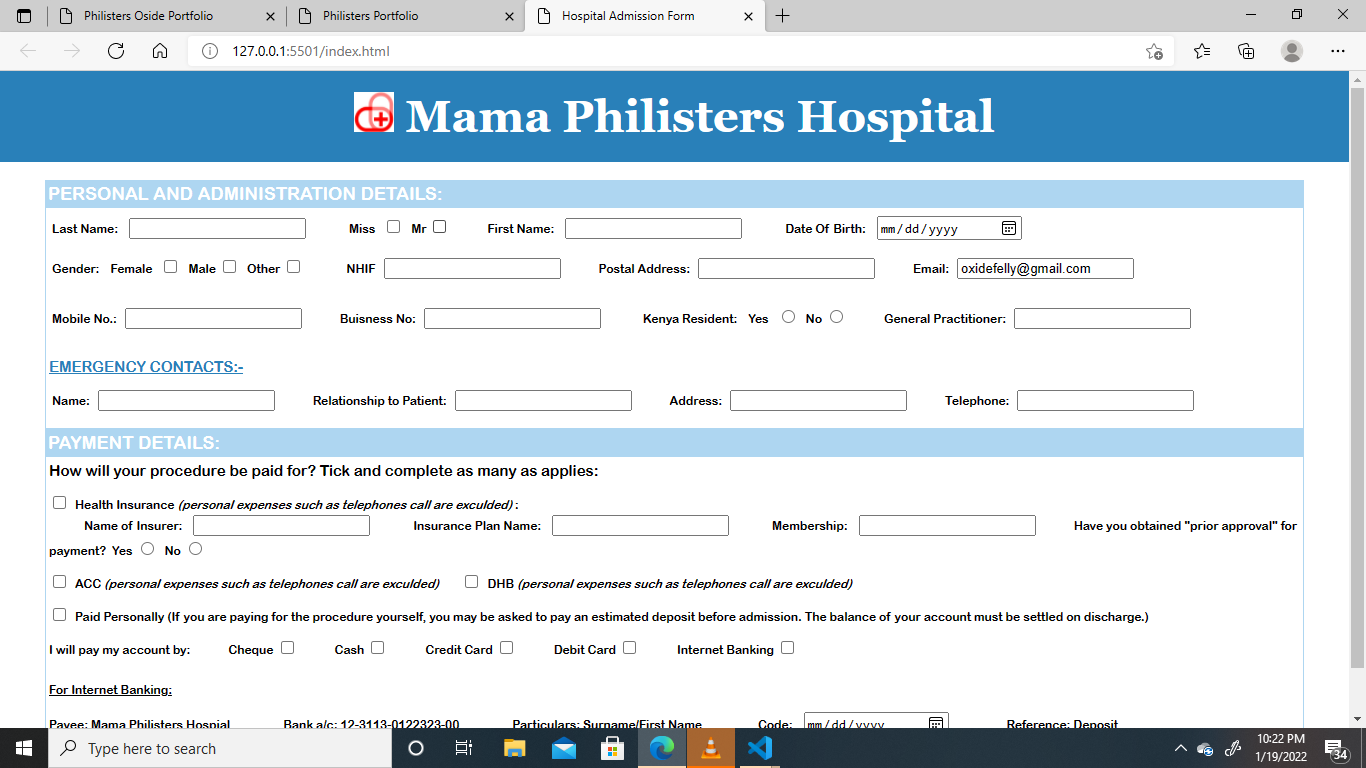 Philisters Oside Portfolio Philisters Portfolio Hospital Admission Form
127.0.0.1:5501/index.html
Mama Philisters Hospital
PERSONAL AND ADMINISTRATION DETAILS:
Last Name: Miss Mr First Name: Date Of Birth: mm/dd/yyyy
Gender: Female Male Other NHIF Postal Address: Email: oxidefelly@gmail.com
Mobile No.: Buisness No: Kenya Resident: Yes No General Practitioner:
EMERGENCY CONTACTS:-
Name: Relationship to Patient: Address: Telephone:
PAYMENT DETAILS:
How will your procedure be paid for? Tick and complete as many as applies:
Health Insurance (personal expenses such as telephones call are exculded) :
Name of Insurer: Insurance Plan Name: Membership: Have you obtained "prior approval" for
payment? Yes No
ACC (personal expenses such as telephones call are exculded) DHB (personal expenses such as telephones call are exculded)
Paid Personally (If you are paying for the procedure yourself, you may be asked to pay an estimated deposit before admission. The balance of your account must be settled on discharge.)
I will pay my account by: Cheque Cash Credit Card Debit Card Internet Banking
For Internet Banking:
Payee: Mama Philisters Hospial Bank a/c: 12-3113-0122323-00 Particulars: Surname/First Name Code: mm/dd/yyyy Reference: Deposit
Type here to search
10:22 PM
1/19/2022
34